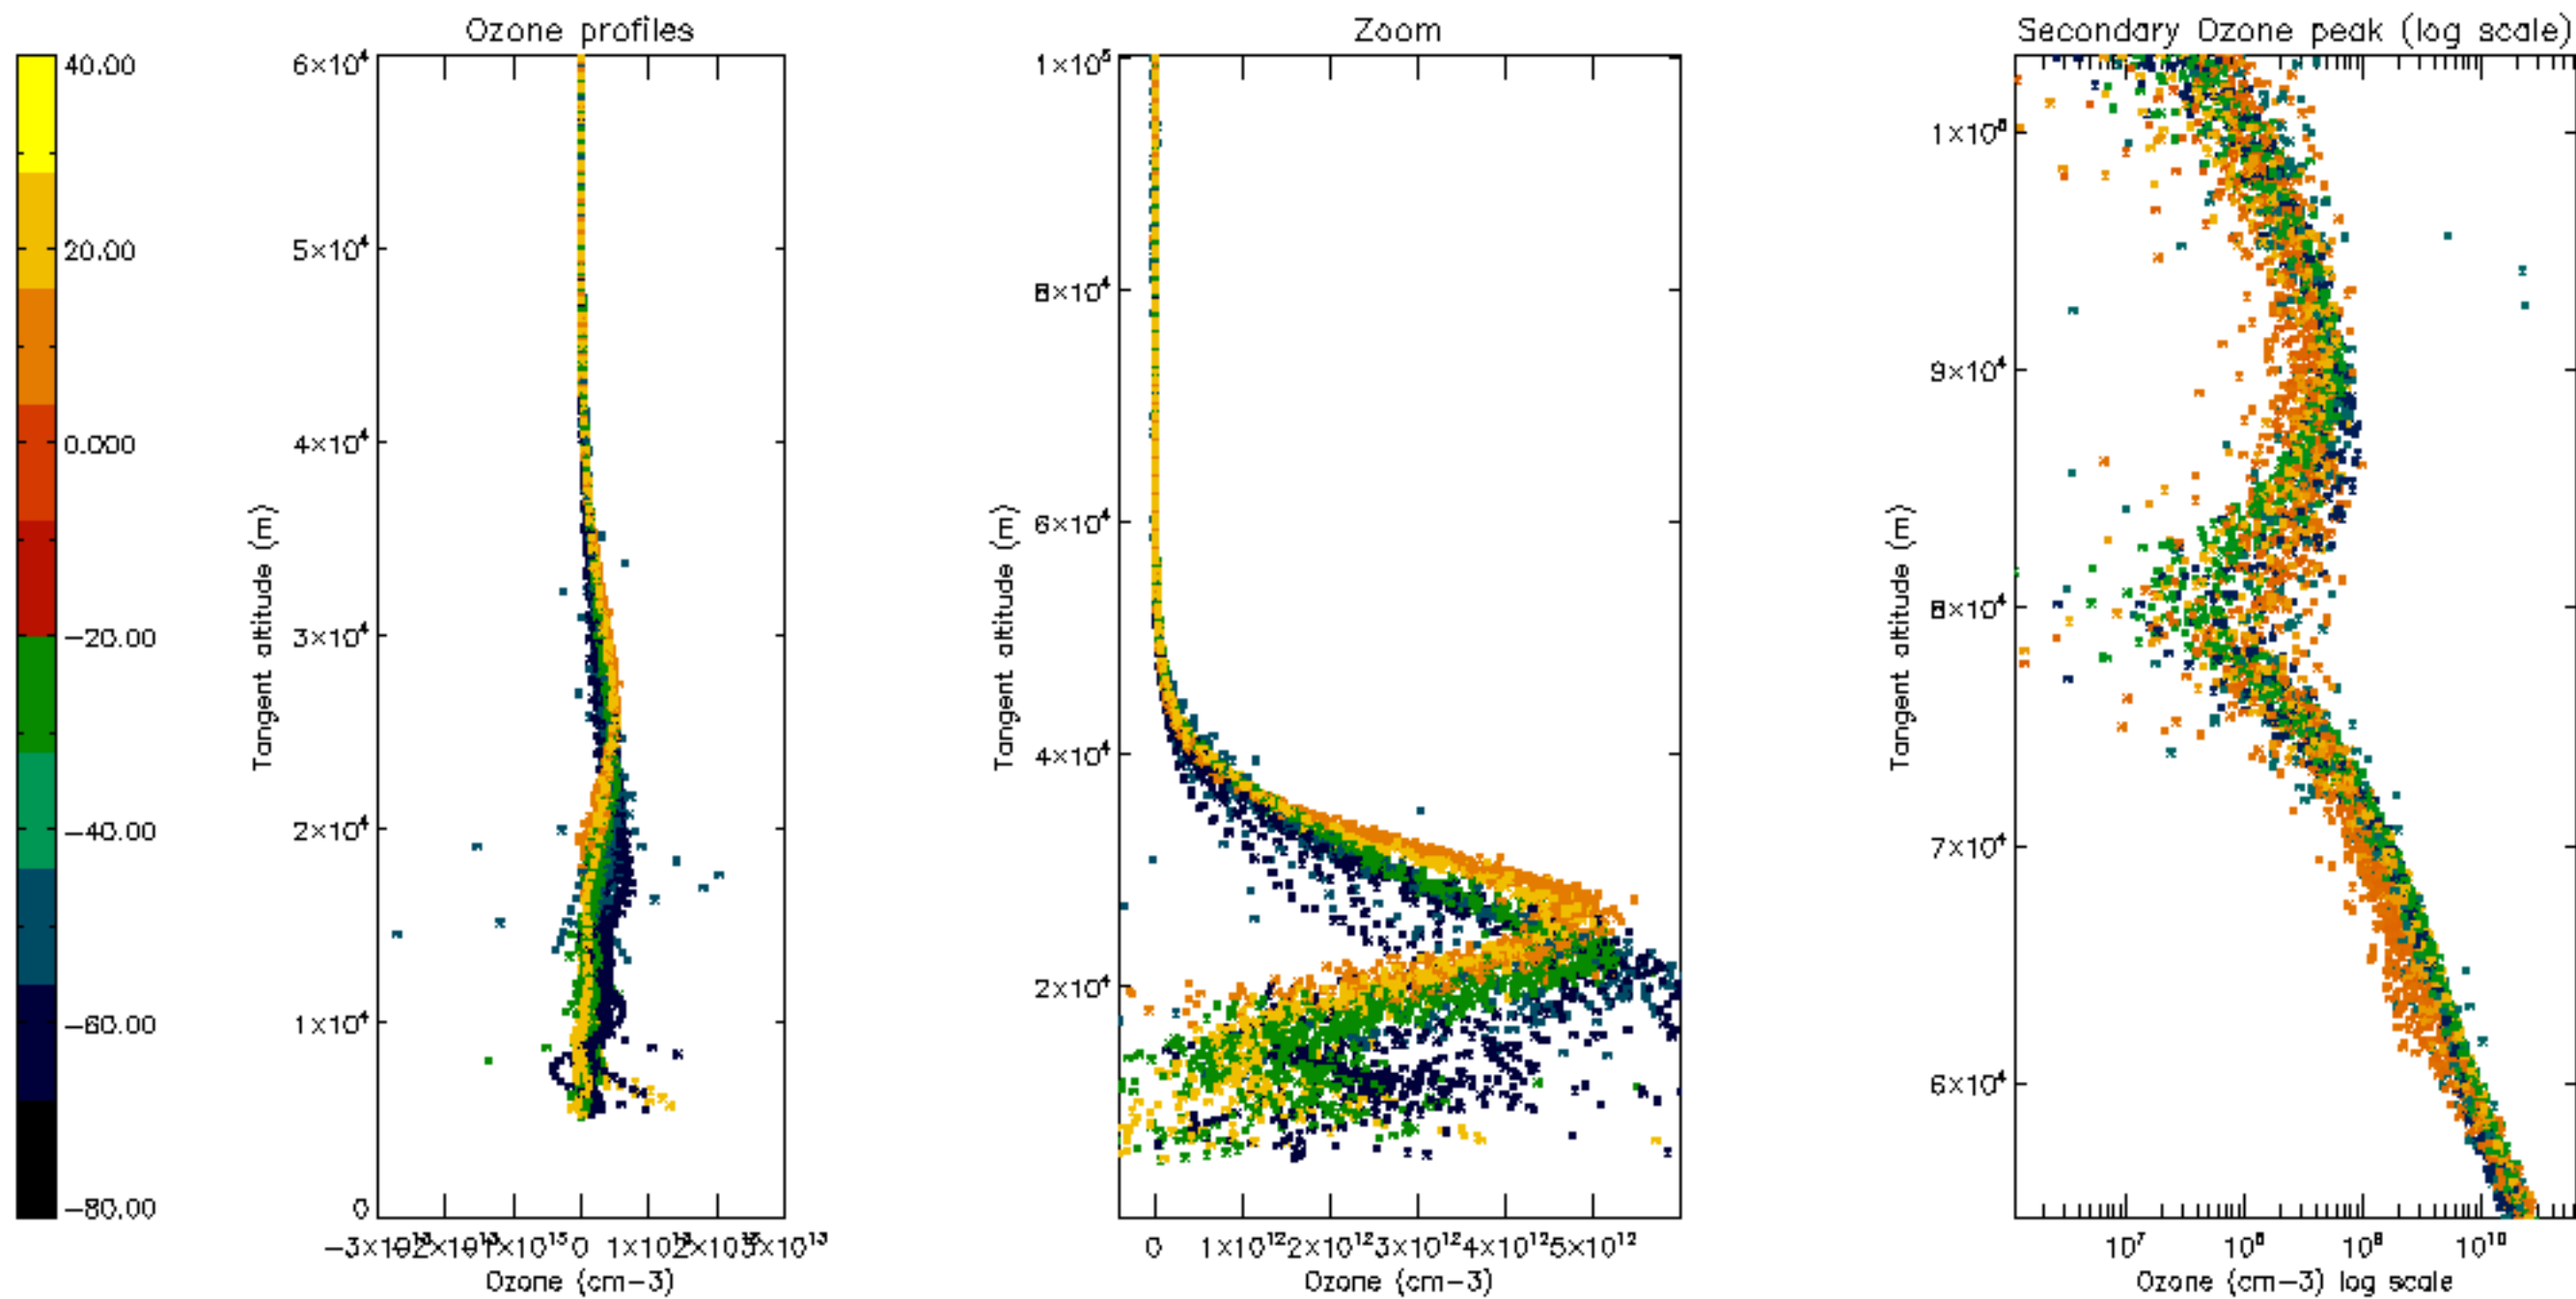 Ozone profiles
Zoom
Secondary Ozone peak (log scale)
40.00
20.00
0.000
-20.00
-40.00
-60.00
-80.00
6×10⁴
5×10⁴
4×10⁴
3×10⁴
2×10⁴
1×10⁴
0
Tangent altitude (m)
0
Ozone (cm-3)
1×10⁵
8×10⁴
6×10⁴
4×10⁴
2×10⁴
Tangent altitude (m)
0 1×10¹² 2×10¹² 3×10¹² 4×10¹² 5×10¹²
Ozone (cm-3)
9×10⁴
8×10⁴
7×10⁴
6×10⁴
Tangent altitude (m)
10⁷ 10⁸ 10⁹ 10¹⁰
Ozone (cm-3) log scale